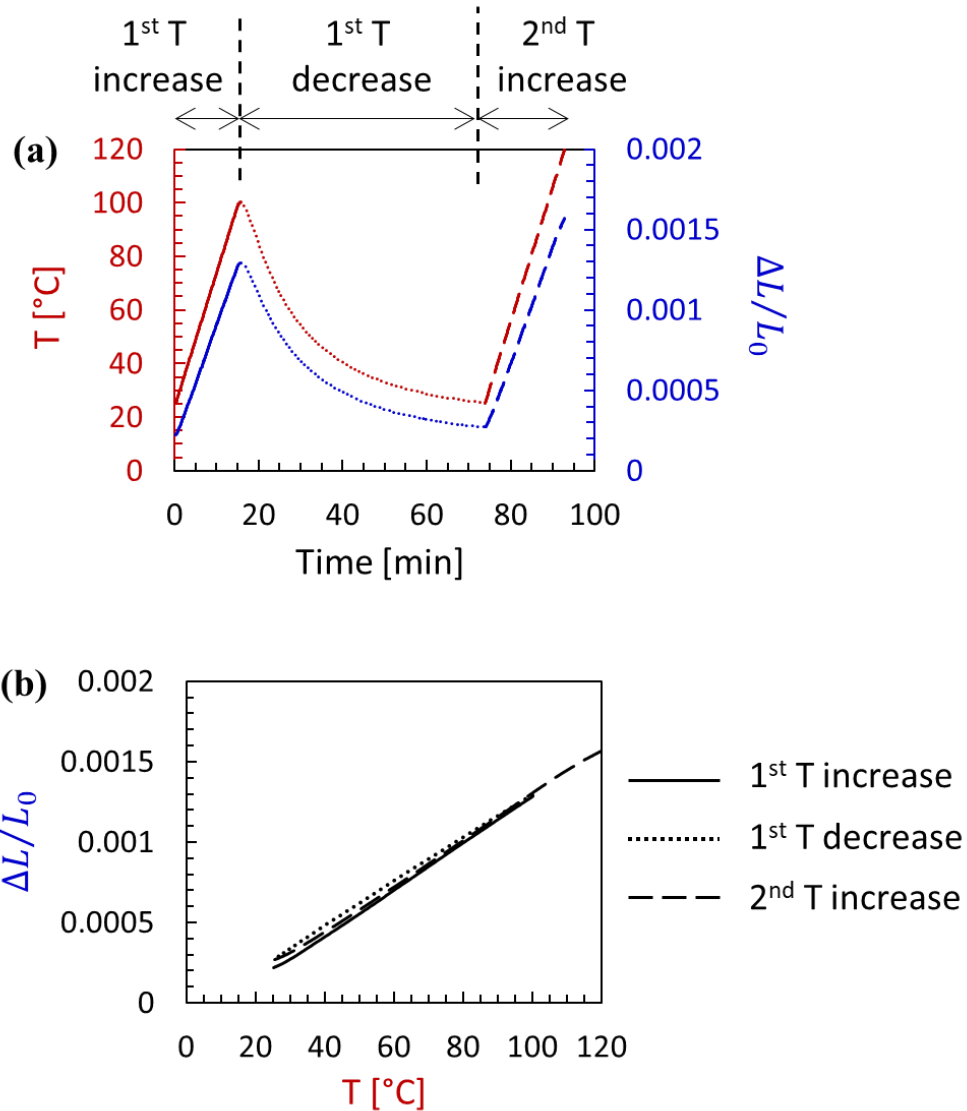 1st T increase
1st T decrease
2nd T increase
(a)
120
100
80
60
40
20
0
T [°C]
0.002
0.0015
0.001
0.0005
0
ΔL/L0
0 20 40 60 80 100
Time [min]
(b)
0.002
0.0015
0.001
0.0005
0
ΔL/L0
0 20 40 60 80 100 120
T [°C]
1st T increase
1st T decrease
2nd T increase